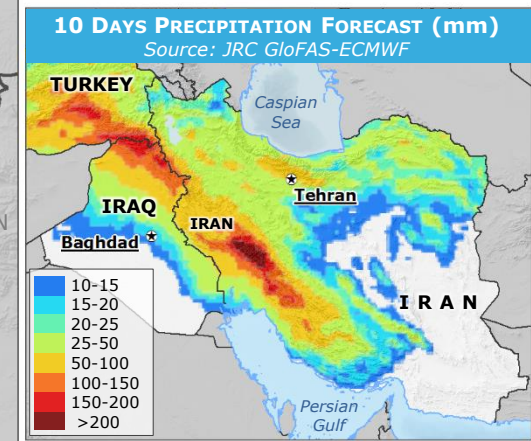 10 DAYS PRECIPITATION FORECAST (mm)
Source: JRC GloFAS-ECMWF
TURKEY
Caspian
Sea
Tehran
IRAQ
IRAN
Baghdad
IRAN
10-15
15-20
20-25
25-50
50-100
100-150
150-200
>200
Persian
Gulf